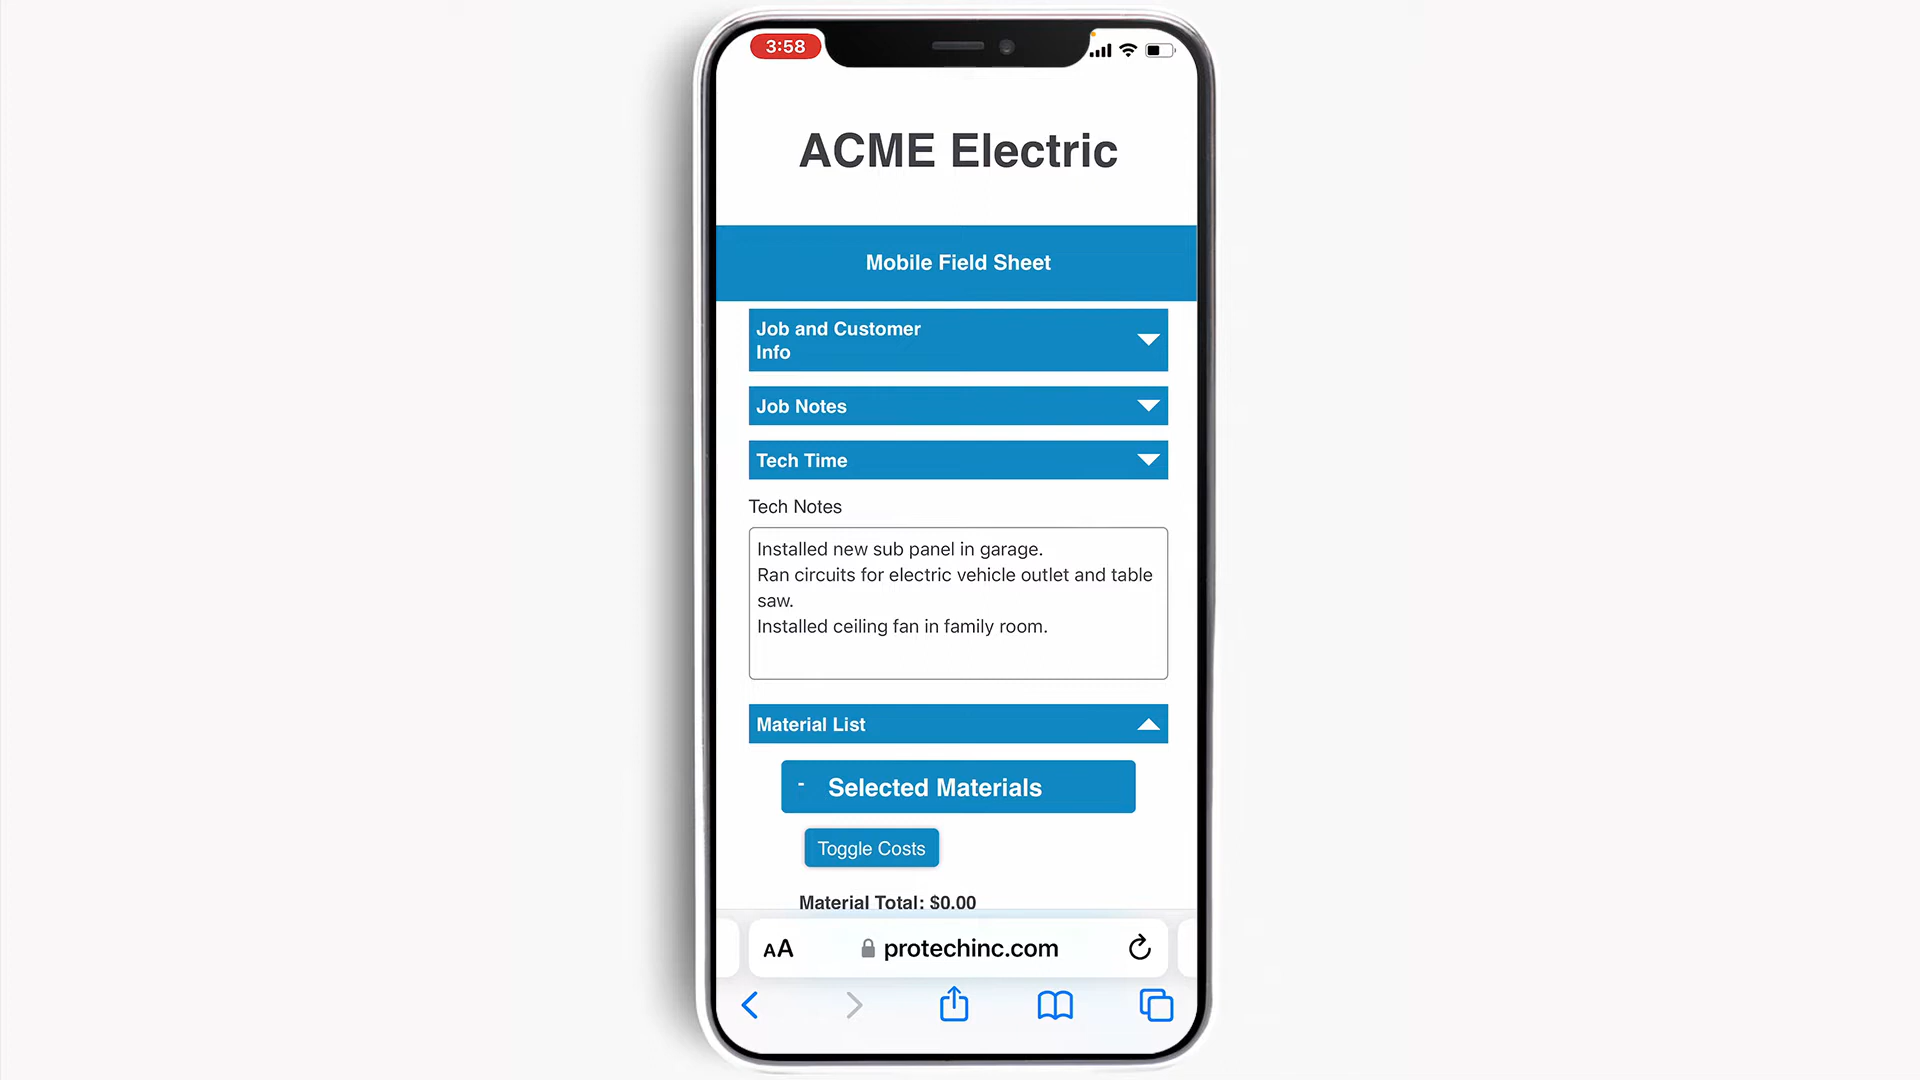 3:58
ACME Electric
Mobile Field Sheet
Job and Customer
Info
Job Notes
Tech Time
Tech Notes
Installed new sub panel in garage.
Ran circuits for electric vehicle outlet and table
saw.
Installed ceiling fan in family room.
Material List
- Selected Materials
Toggle Costs
Material Total: $0.00
AA protechinc.com